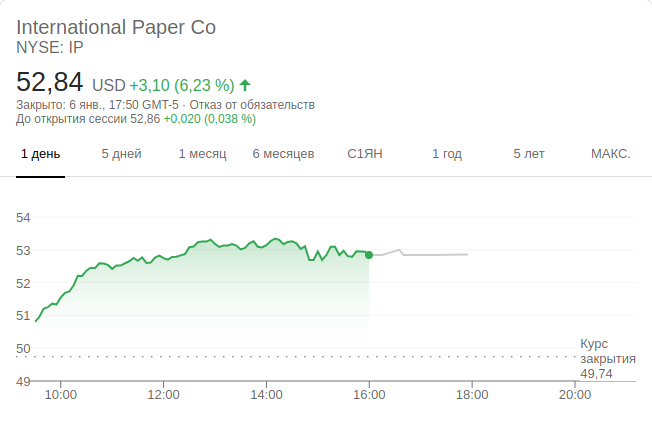 International Paper Co
NYSE: IP
52,84 USD +3,10 (6,23 %)
Закрыто: 6 янв., 17:50 GMT-5 · Отказ от обязательств
До открытия сессии 52,86 +0,020 (0,038 %)
1 день 5 дней 1 месяц 6 месяцев С1ЯН 1 год 5 лет МАКС.
54
53
52
51
50
49
Курс
закрытия
49,74
10:00 12:00 14:00 16:00 18:00 20:00